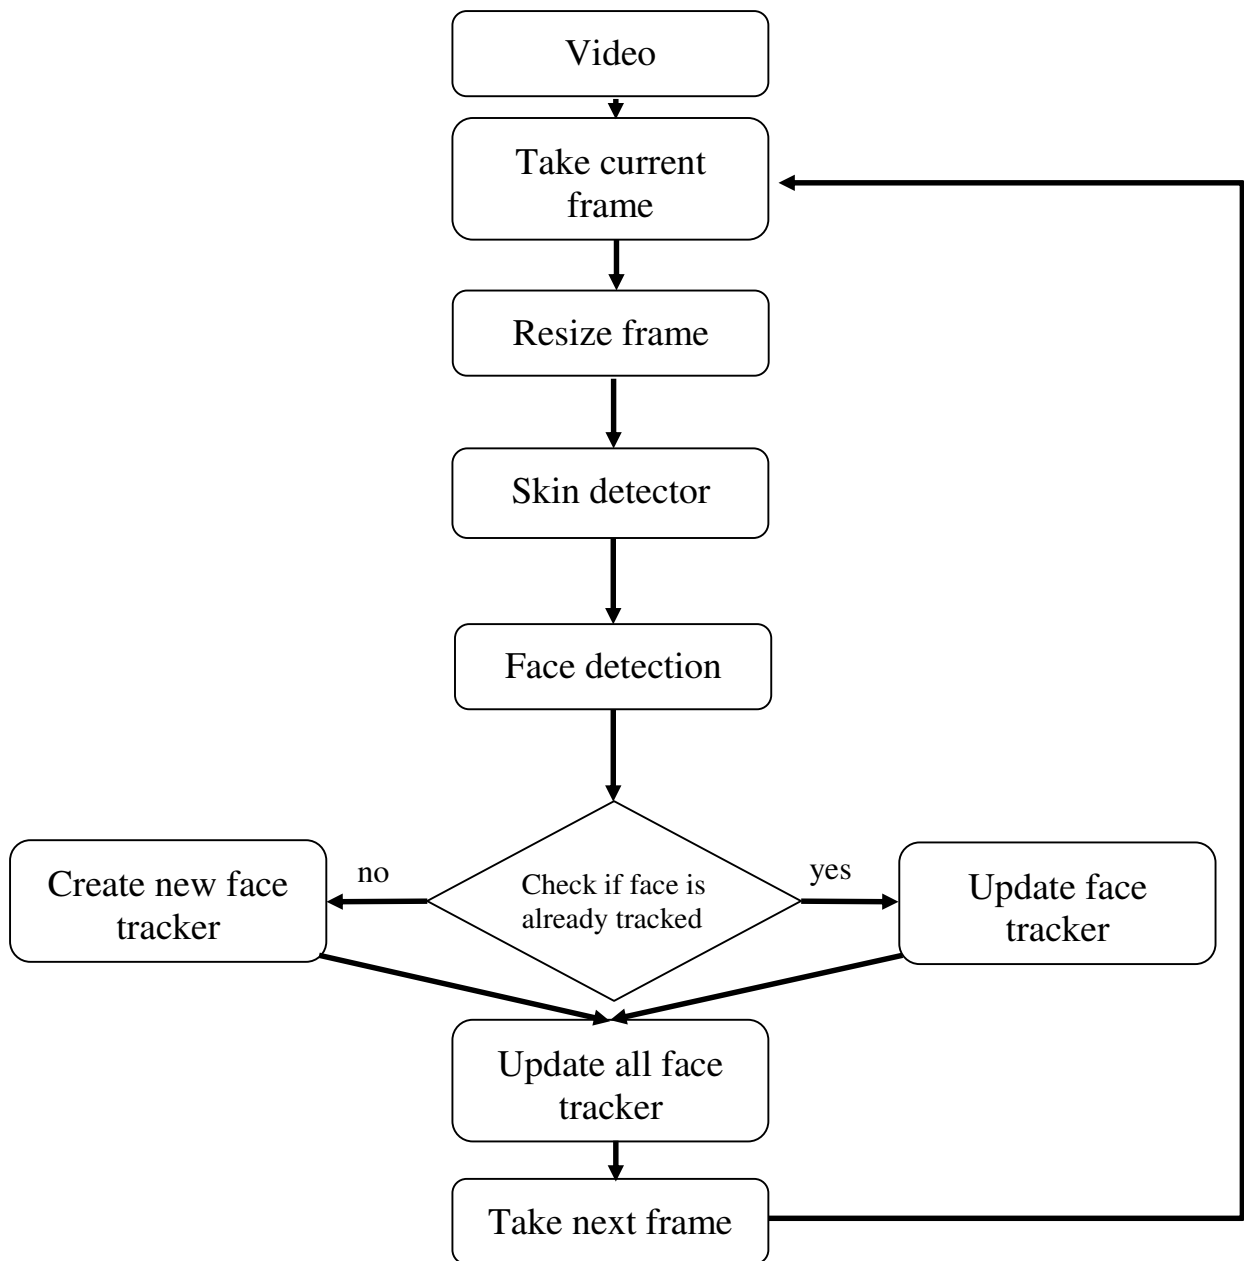 Video
Take current
frame
Resize frame
Skin detector
Face detection
no
yes
Create new face
tracker
Check if face is
already tracked
Update face
tracker
Update all face
tracker
Take next frame